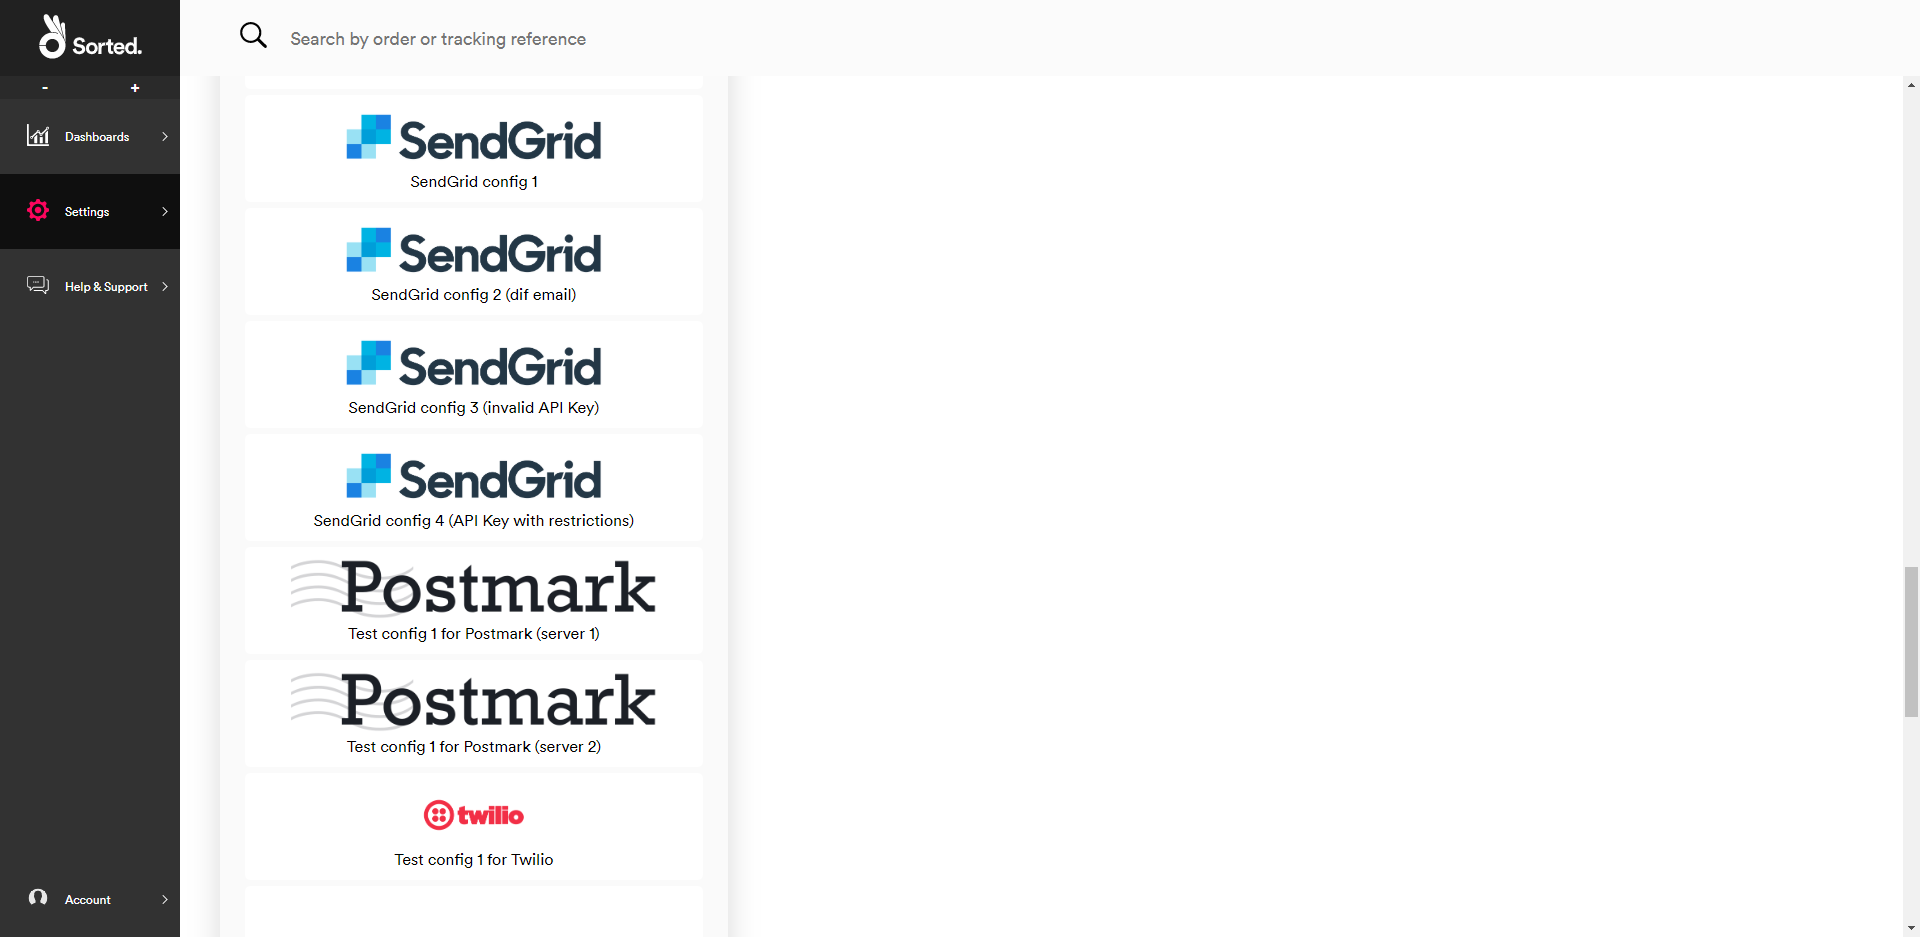 Sorted.
Search by order or tracking reference
- +
Dashboards
Settings
Help & Support
Account
SendGrid
SendGrid config 1
SendGrid
SendGrid config 2 (dif email)
SendGrid
SendGrid config 3 (invalid API Key)
SendGrid
SendGrid config 4 (API Key with restrictions)
Postmark
Test config 1 for Postmark (server 1)
Postmark
Test config 1 for Postmark (server 2)
twilio
Test config 1 for Twilio